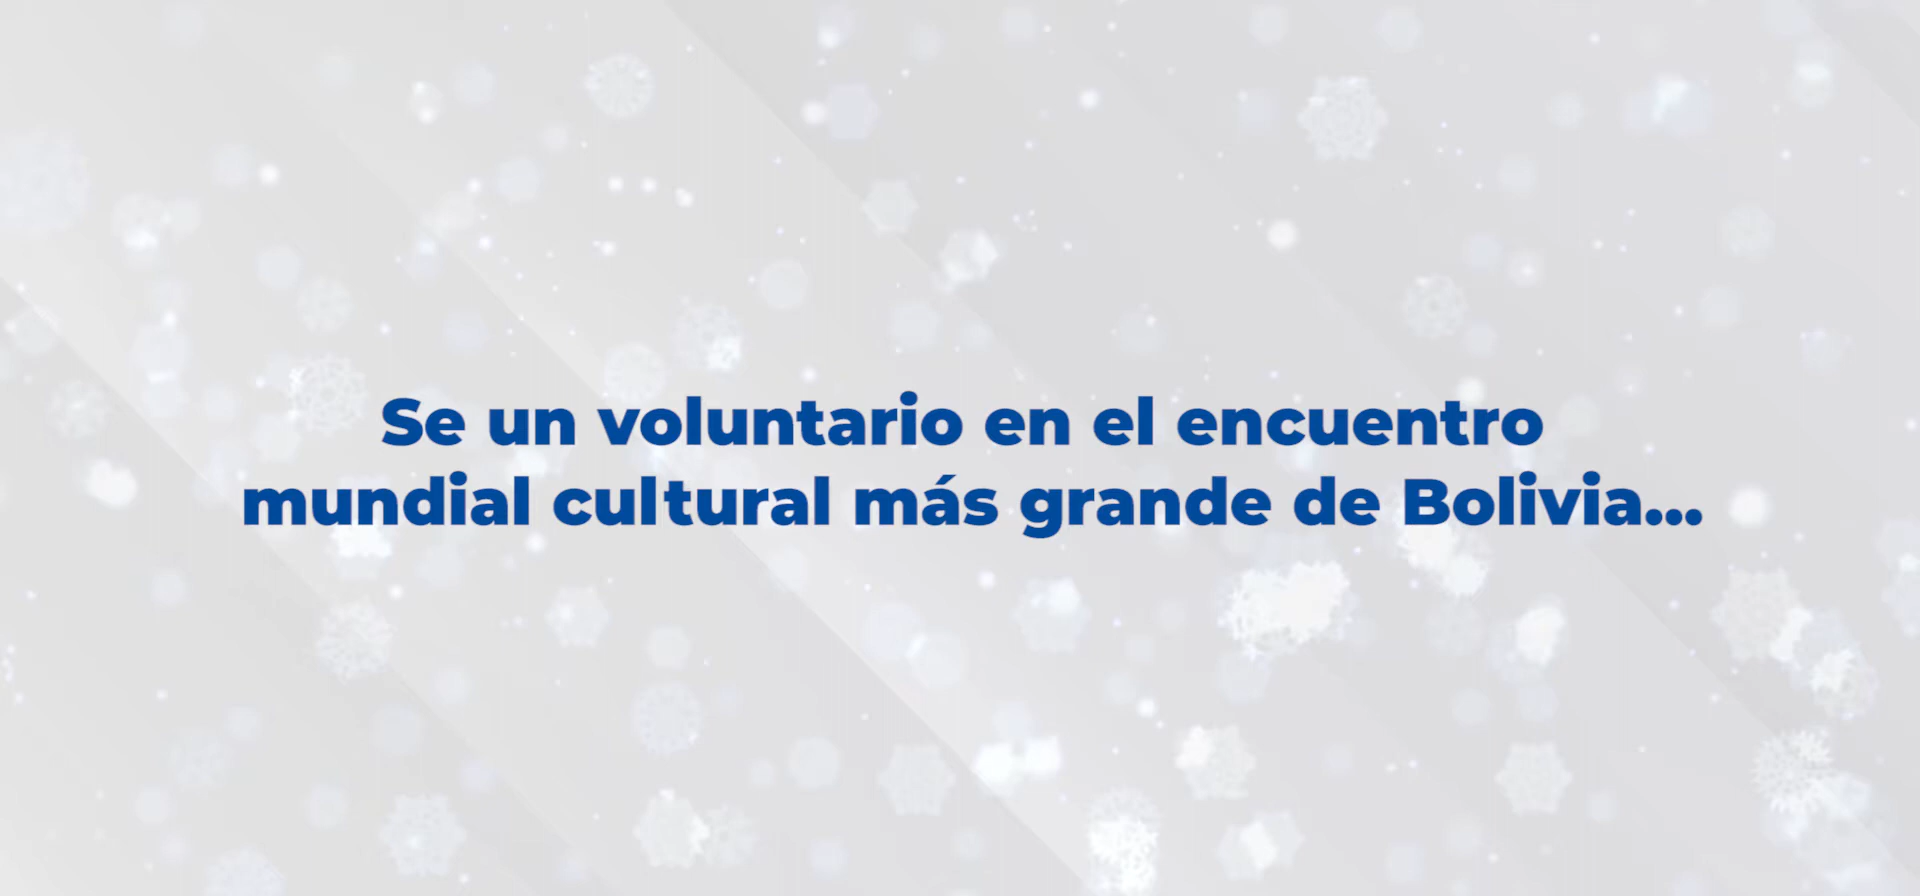 Se un voluntario en el encuentro
mundial cultural más grande de Bolivia...